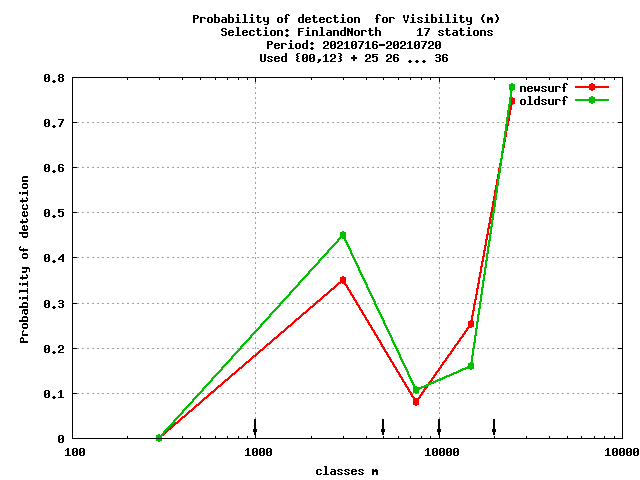 Probability of detection for Visibility (m)
Selection: FinlandNorth 17 stations
Period: 20210716-20210720
Used {00,12} + 25 26 ... 36
0.8
0.7
0.6
0.5
0.4
0.3
0.2
0.1
0
Probability of detection
newsurf
oldsurf
100 1000 10000 10000
classes m